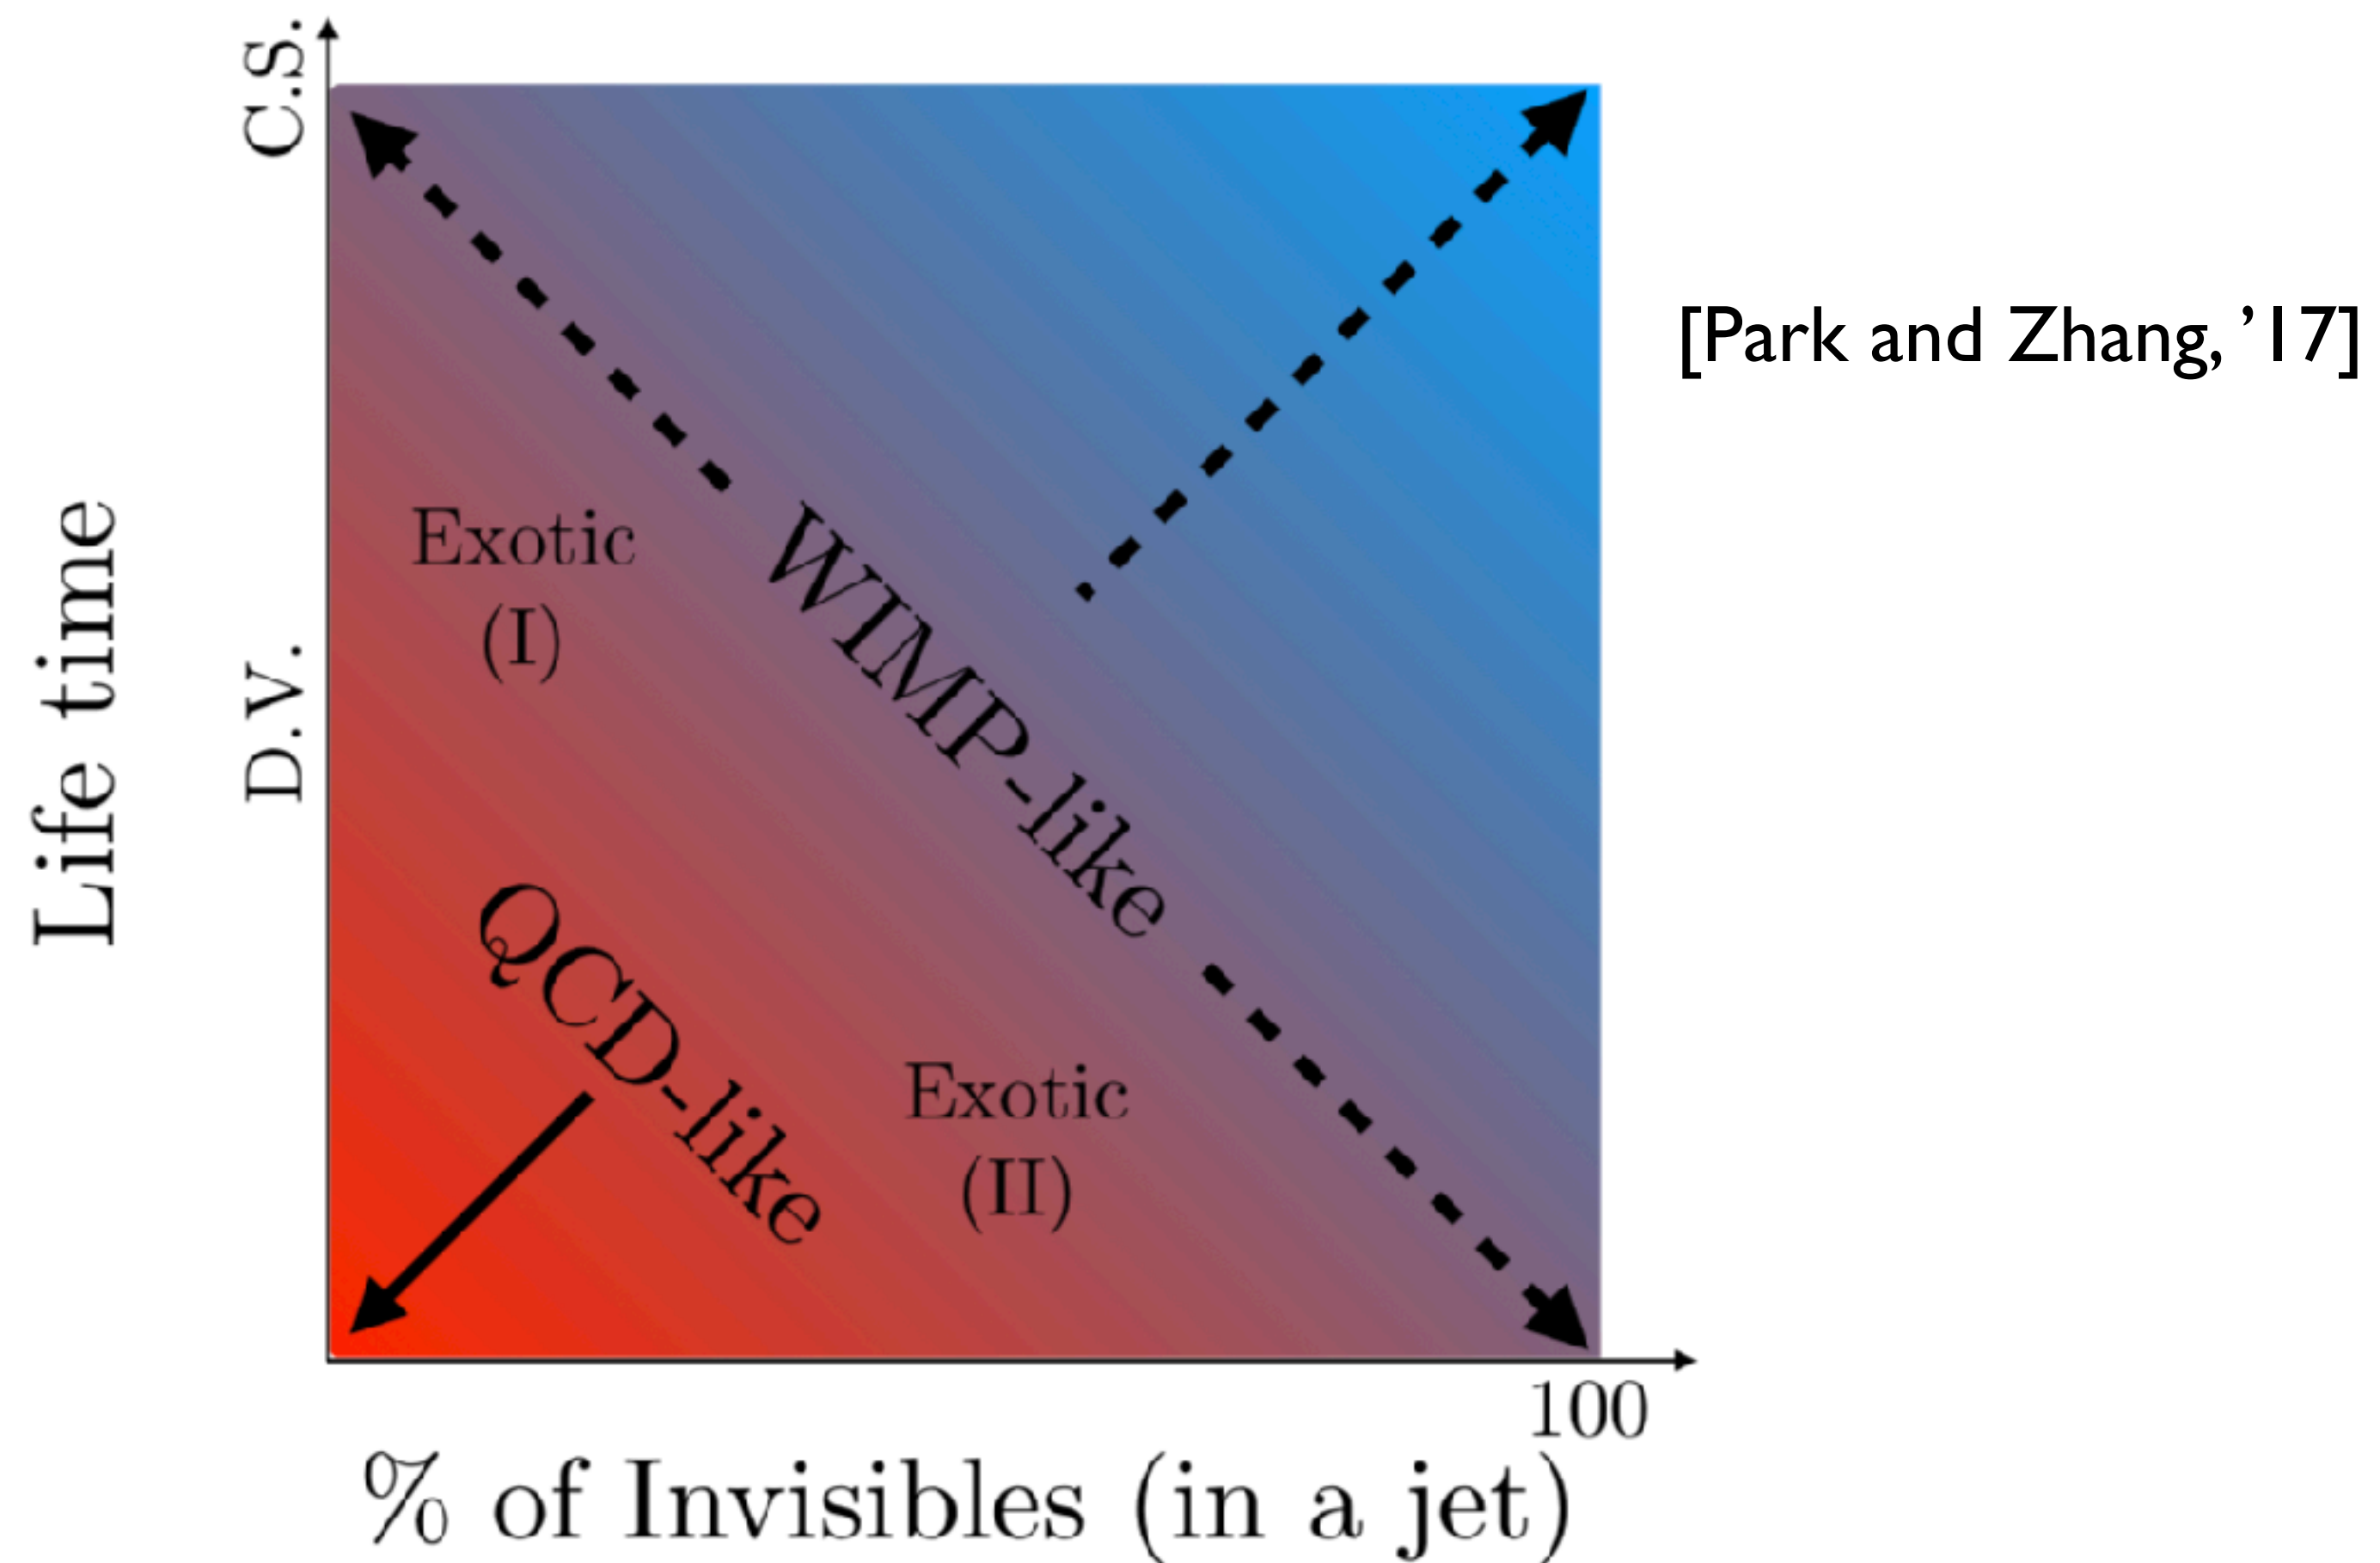 C.S.
[Park and Zhang, ’17]
Life time
D.V.
Exotic
(I)
WIMP-like
QCD-like
Exotic
(II)
100
% of Invisibles (in a jet)